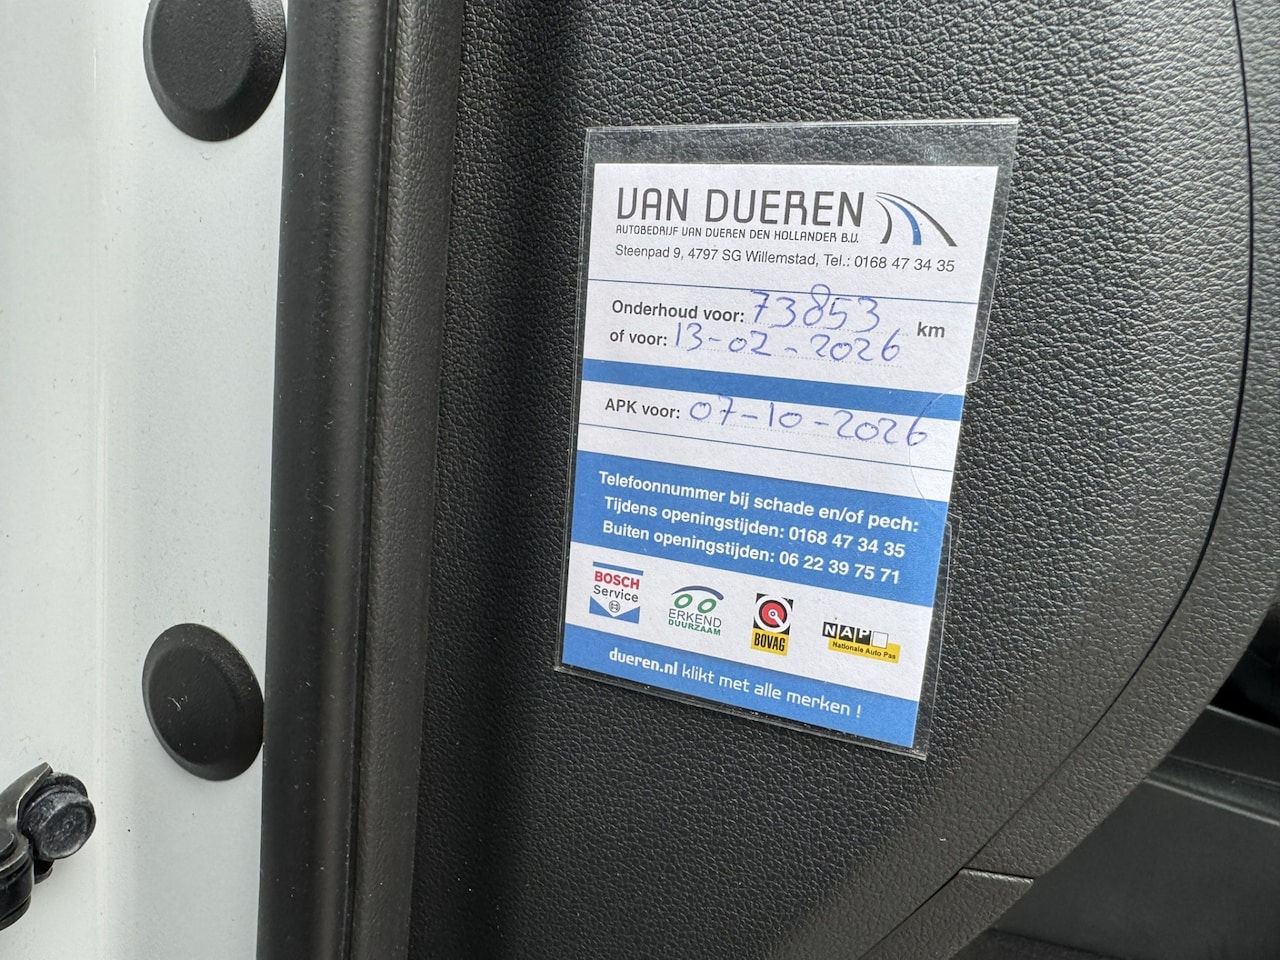 VAN DUEREN
AUTOBEDRIJF VAN DUEREN DEN HOLLANDER B.V.
Steenpad 9, 4797 SG Willemstad, Tel.: 0168 47 34 35
Onderhoud voor: 73853 km
of voor: 13-02-2026
APK voor: 07-10-2026
Telefoonnummer bij schade en/of pech:
Tijdens openingstijden: 0168 47 34 35
Buiten openingstijden: 06 22 39 75 71
BOSCH
Service
ERKEND
DUURZAAM
BOVAG
NAP
Nationale Auto Pas
dueren.nl klikt met alle merken !